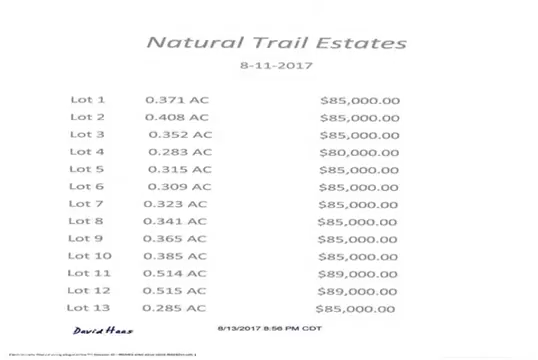 Natural Trail Estates
8-11-2017
Lot 1 0.371 AC $85,000.00
Lot 2 0.408 AC $85,000.00
Lot 3 0.352 AC $85,000.00
Lot 4 0.283 AC $80,000.00
Lot 5 0.315 AC $85,000.00
Lot 6 0.309 AC $85,000.00
Lot 7 0.323 AC $85,000.00
Lot 8 0.341 AC $85,000.00
Lot 9 0.365 AC $85,000.00
Lot 10 0.385 AC $85,000.00
Lot 11 0.514 AC $89,000.00
Lot 12 0.515 AC $89,000.00
Lot 13 0.285 AC $85,000.00
David Haas 8/13/2017 8:56 PM CDT